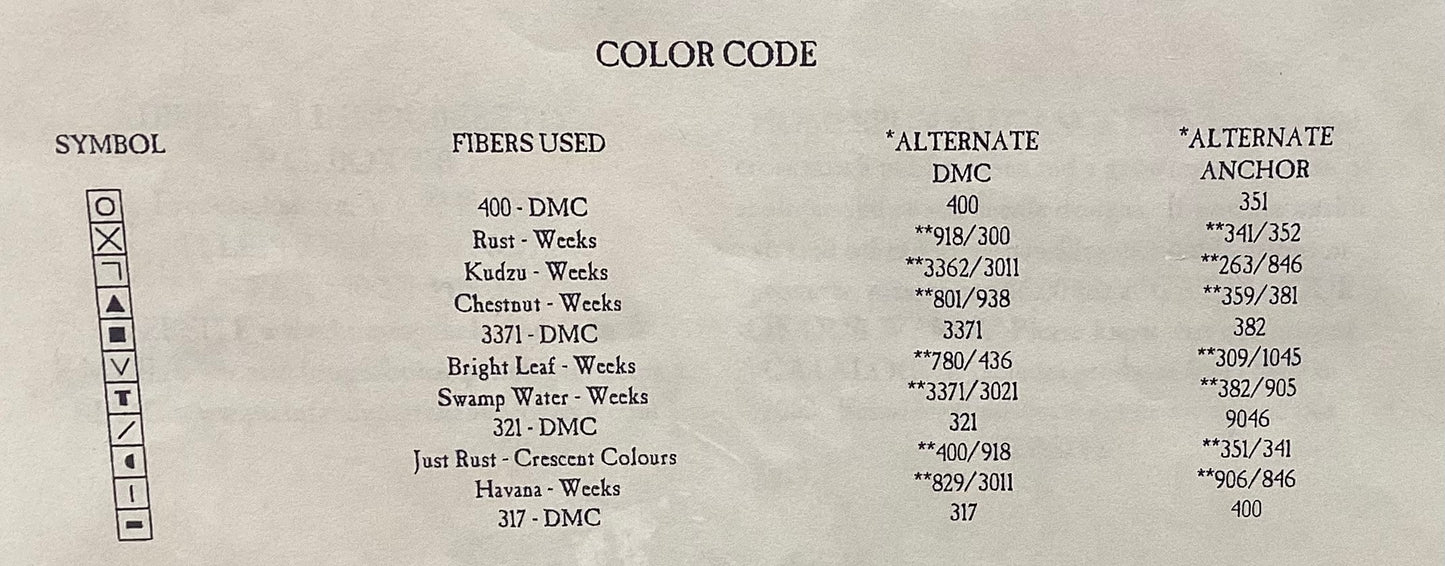 COLOR CODE
SYMBOL FIBERS USED *ALTERNATE DMC *ALTERNATE ANCHOR
400 - DMC 400 351
Rust - Weeks **918/300 **341/352
Kudzu - Weeks **3362/3011 **263/846
Chestnut - Weeks **801/938 **359/381
3371 - DMC 3371 382
Bright Leaf - Weeks **780/436 **309/1045
Swamp Water - Weeks **3371/3021 **382/905
321 - DMC 321 9046
Just Rust - Crescent Colours **400/918 **351/341
Havana - Weeks **829/3011 **906/846
317 - DMC 317 400